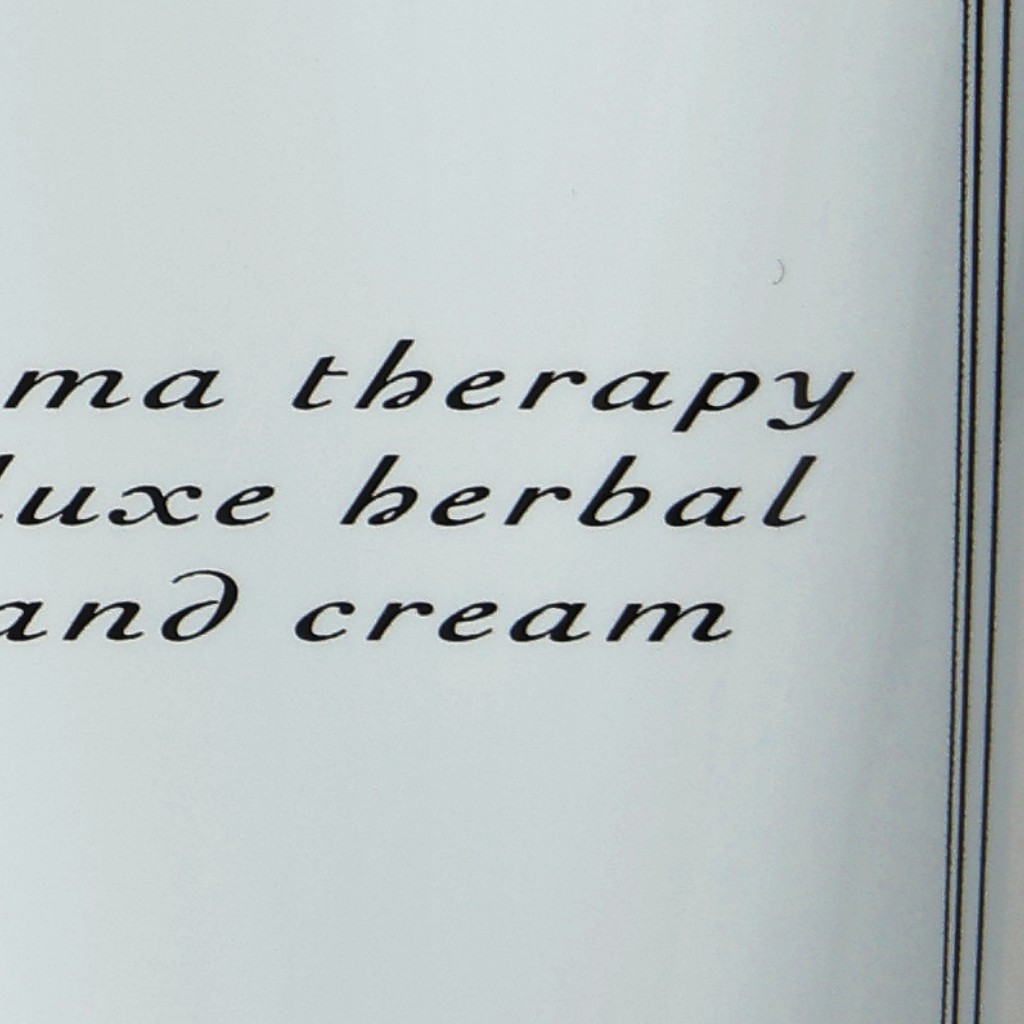 ma therapy
luxe herbal
and cream